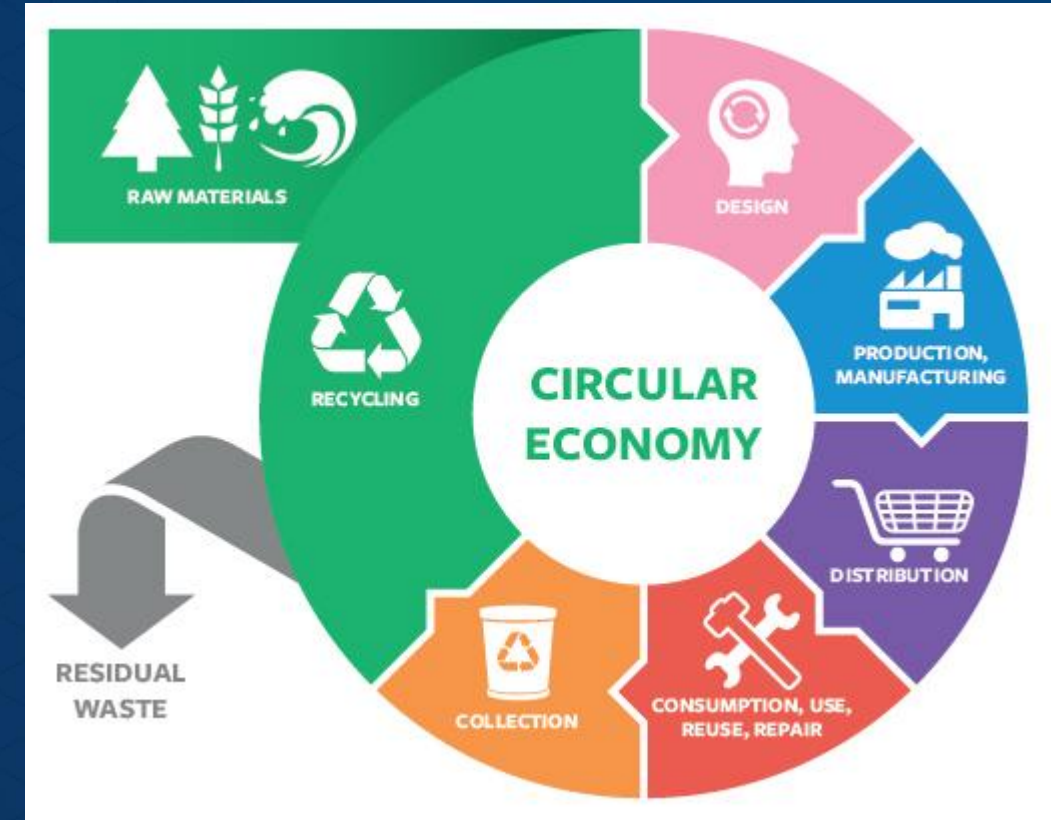 RAW MATERIALS
DESIGN
PRODUCTION,
MANUFACTURING
RECYCLING
CIRCULAR
ECONOMY
DISTRIBUTION
CONSUMPTION, USE,
REUSE, REPAIR
COLLECTION
RESIDUAL
WASTE